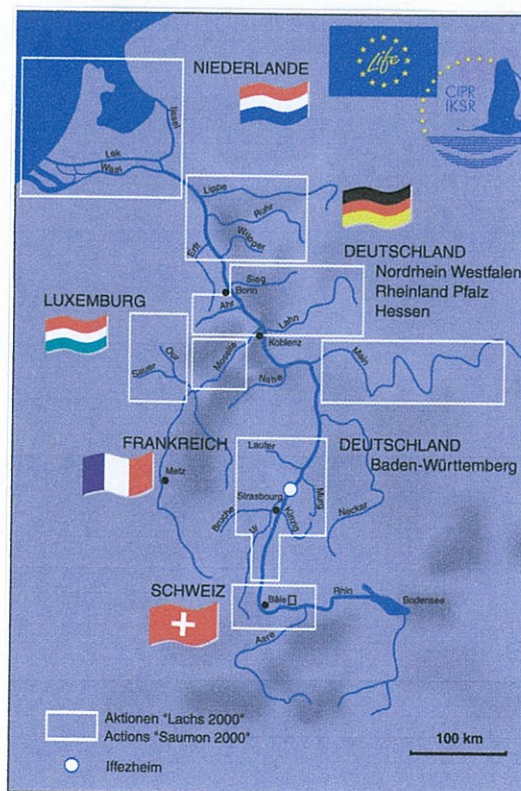 NIEDERLANDE
Life
CIPR
IKSR
Ijssel
Lek
Waal
Lippe
Ruhr
Wupper
Erft
DEUTSCHLAND
Nordrhein Westfalen
Rheinland Pfalz
Hessen
Sieg
Bonn
Ahr
Lahn
LUXEMBURG
Koblenz
Our
Sauer
Moselle
Main
Nahe
FRANKREICH
DEUTSCHLAND
Baden-Württemberg
Lauter
Metz
Strasbourg
Murg
Bruche
Kinzig
Neckar
Ill
SCHWEIZ
Bâle
Rhin
Bodensee
Aare
Aktionen "Lachs 2000"
Actions "Saumon 2000"
Iffezheim
100 km